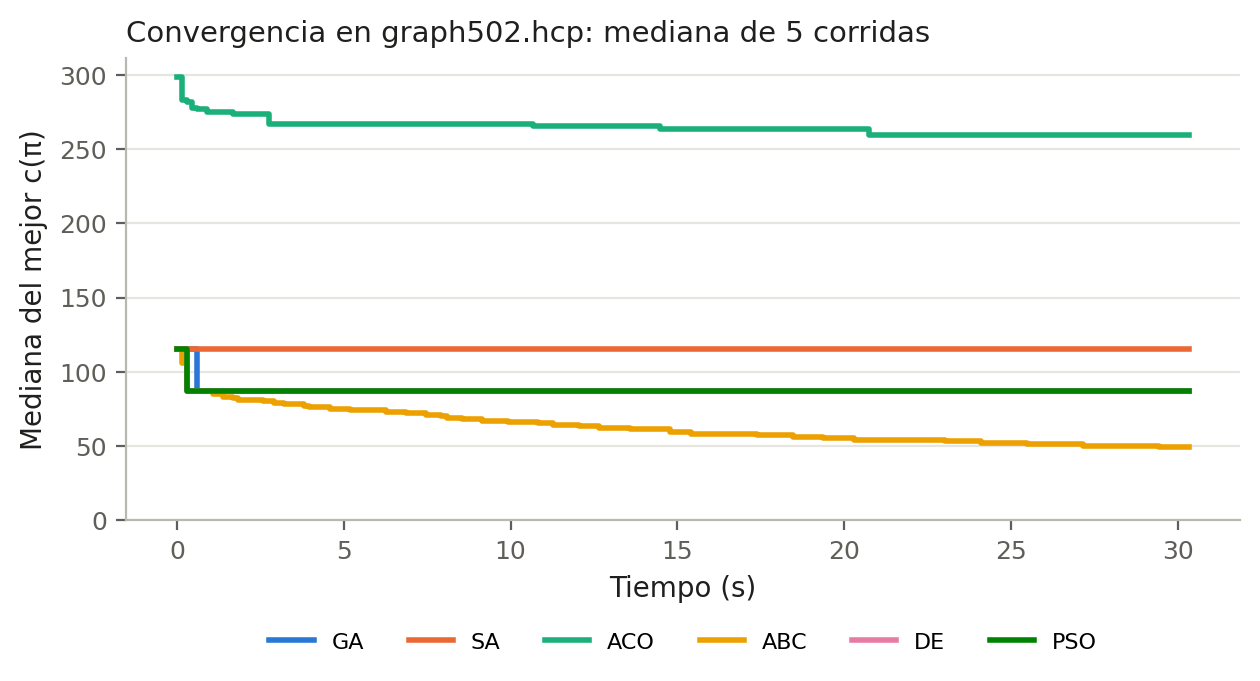 Convergencia en graph502.hcp: mediana de 5 corridas
Mediana del mejor c(π)
300
250
200
150
100
50
0
0 5 10 15 20 25 30
Tiempo (s)
GA SA ACO ABC DE PSO